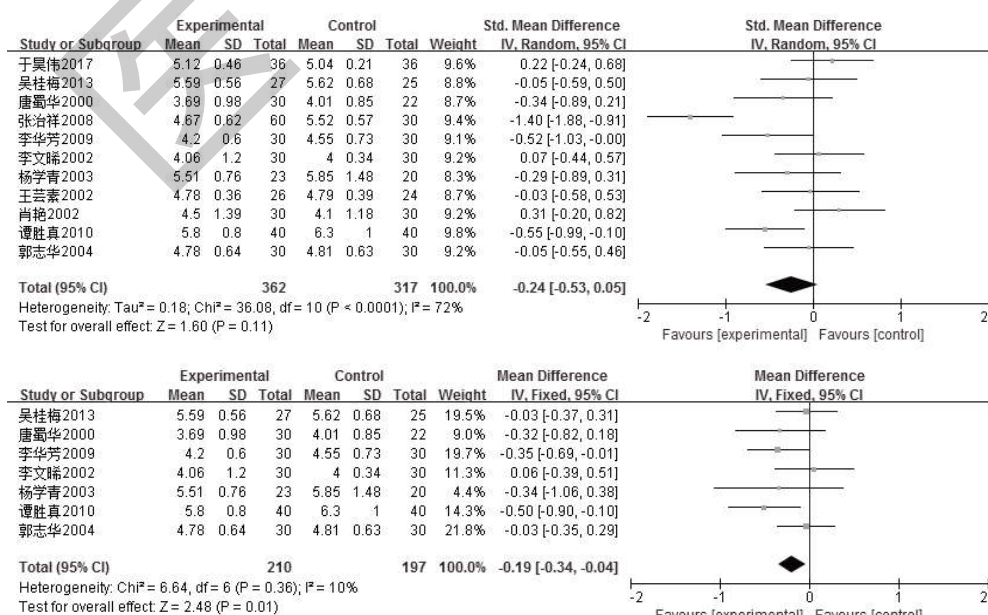 Experimental Control Std. Mean Difference Std. Mean Difference
Study or Subgroup Mean SD Total Mean SD Total Weight IV, Random, 95% CI IV, Random, 95% CI
于昊伟2017 5.12 0.46 36 5.04 0.21 36 9.6% 0.22 [-0.24, 0.68]
吴桂梅2013 5.59 0.56 27 5.62 0.68 25 8.8% -0.05 [-0.59, 0.50]
唐蜀华2000 3.69 0.98 30 4.01 0.85 22 8.8% -0.34 [-0.89, 0.21]
张治祥2008 4.67 0.62 60 5.52 0.57 30 9.4% -1.40 [-1.88, -0.91]
李华芳2009 4.2 0.6 30 4.55 0.73 30 9.1% -0.52 [-1.03, -0.00]
李文晞2002 4.06 1.2 30 4 0.34 30 9.2% 0.07 [-0.44, 0.57]
杨学青2003 5.51 0.76 23 5.85 1.48 20 8.4% -0.29 [-0.89, 0.31]
王芸素2002 4.78 0.36 26 4.79 0.39 24 8.7% -0.03 [-0.58, 0.53]
肖艳2002 4.5 1.39 30 4.1 1.18 30 9.2% 0.31 [-0.20, 0.82]
谭胜真2010 5.8 0.8 40 6.3 1 40 9.6% -0.55 [-0.99, -0.10]
郭志华2004 4.78 0.64 30 4.81 0.63 30 9.2% -0.05 [-0.55, 0.46]
Total (95% CI) 362 317 100.0% -0.24 [-0.53, 0.05]
Heterogeneity: Tau² = 0.18; Chi² = 36.08, df = 10 (P < 0.0001); I² = 72%
Test for overall effect: Z = 1.60 (P = 0.11)
-2 -1 0 1 2
Favours [experimental] Favours [control]
Experimental Control Mean Difference Mean Difference
Study or Subgroup Mean SD Total Mean SD Total Weight IV, Fixed, 95% CI IV, Fixed, 95% CI
吴桂梅2013 5.59 0.56 27 5.62 0.68 25 19.5% -0.03 [-0.37, 0.31]
唐蜀华2000 3.69 0.98 30 4.01 0.85 22 9.0% -0.32 [-0.82, 0.18]
李华芳2009 4.2 0.6 30 4.55 0.73 30 19.7% -0.35 [-0.69, -0.01]
李文晞2002 4.06 1.2 30 4 0.34 30 11.3% 0.06 [-0.39, 0.51]
杨学青2003 5.51 0.76 23 5.85 1.48 20 4.4% -0.34 [-1.06, 0.38]
谭胜真2010 5.8 0.8 40 6.3 1 40 14.3% -0.50 [-0.90, -0.10]
郭志华2004 4.78 0.64 30 4.81 0.63 30 21.8% -0.03 [-0.35, 0.29]
Total (95% CI) 210 197 100.0% -0.19 [-0.34, -0.04]
Heterogeneity: Chi² = 6.64, df = 6 (P = 0.36); I² = 10%
Test for overall effect: Z = 2.48 (P = 0.01)
-2 -1 0 1 2
Favours [experimental] Favours [control]